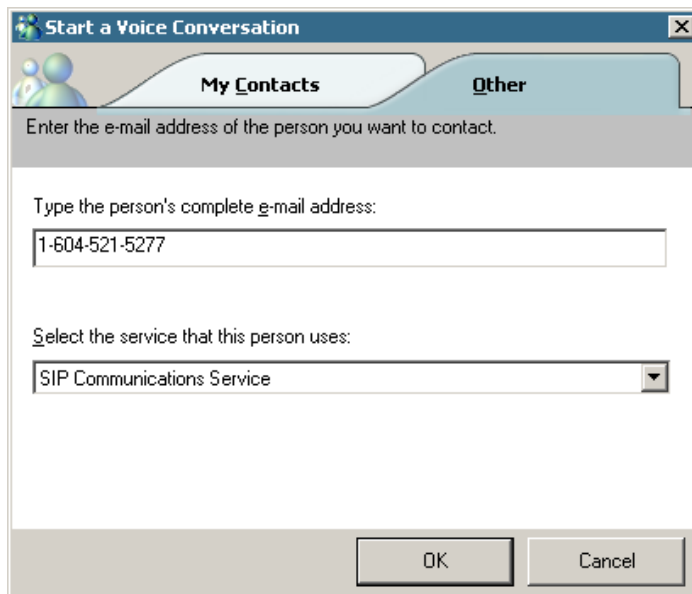 Start a Voice Conversation
My Contacts
Other
Enter the e-mail address of the person you want to contact.
Type the person's complete e-mail address:
1-604-521-5277
Select the service that this person uses:
SIP Communications Service
OK
Cancel